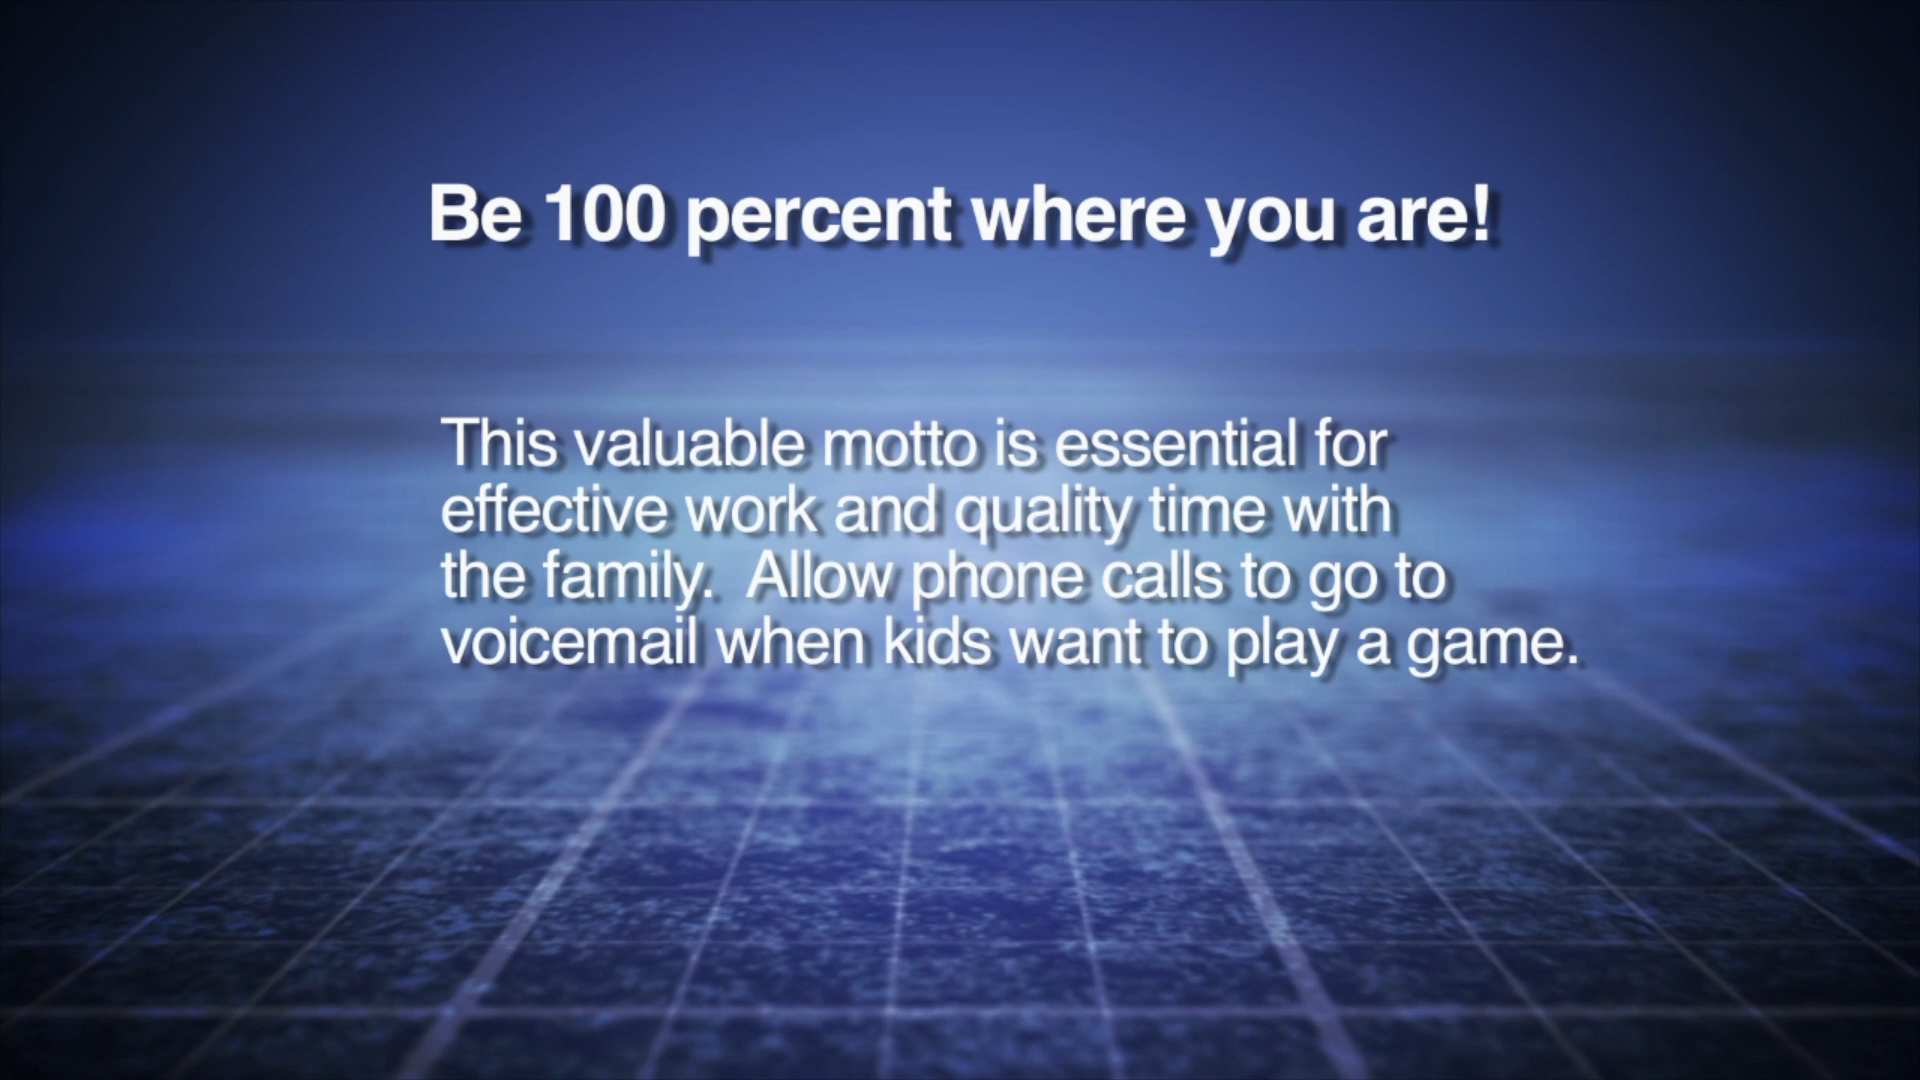 Be 100 percent where you are!
This valuable motto is essential for
effective work and quality time with
the family.  Allow phone calls to go to
voicemail when kids want to play a game.